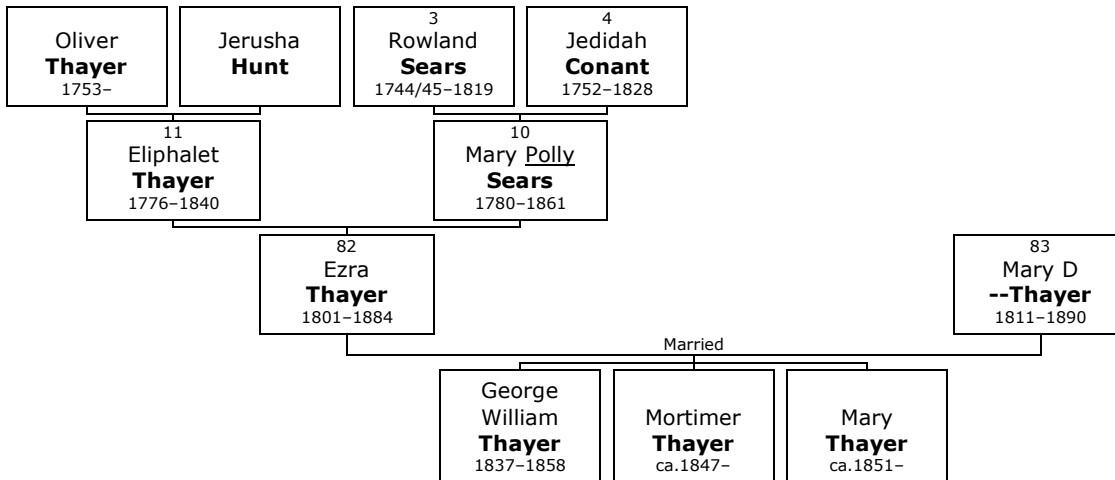 Oliver
Thayer
1753–
Jerusha
Hunt
3
Rowland
Sears
1744/45–1819
4
Jedidah
Conant
1752–1828
11
Eliphalet
Thayer
1776–1840
10
Mary Polly
Sears
1780–1861
82
Ezra
Thayer
1801–1884
83
Mary D
--Thayer
1811–1890
Married
George
William
Thayer
1837–1858
Mortimer
Thayer
ca.1847–
Mary
Thayer
ca.1851–